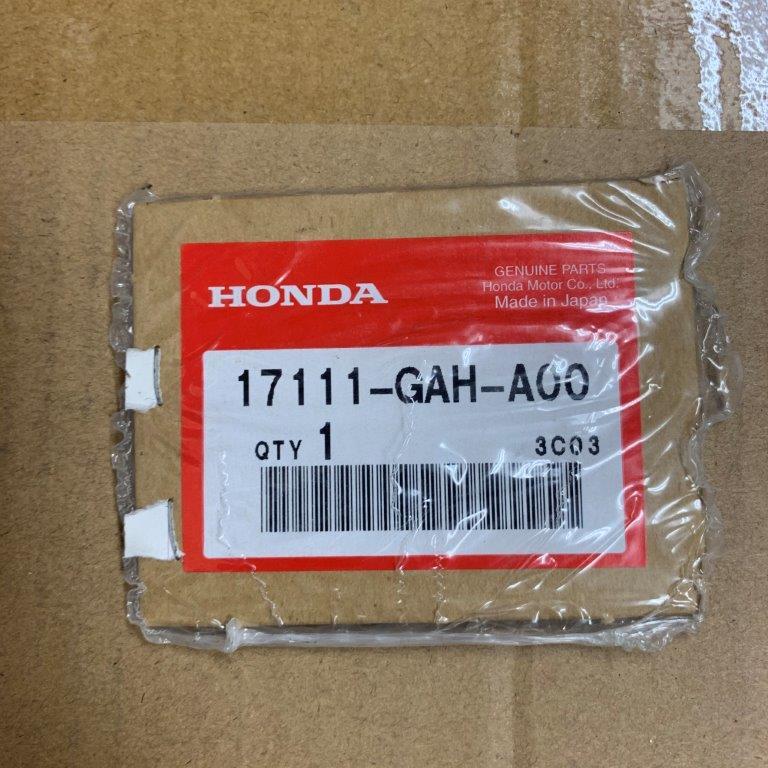 HONDA
GENUINE PARTS
Honda Motor Co., Ltd.
Made in Japan
17111-GAH-A00
QTY 1 3C03